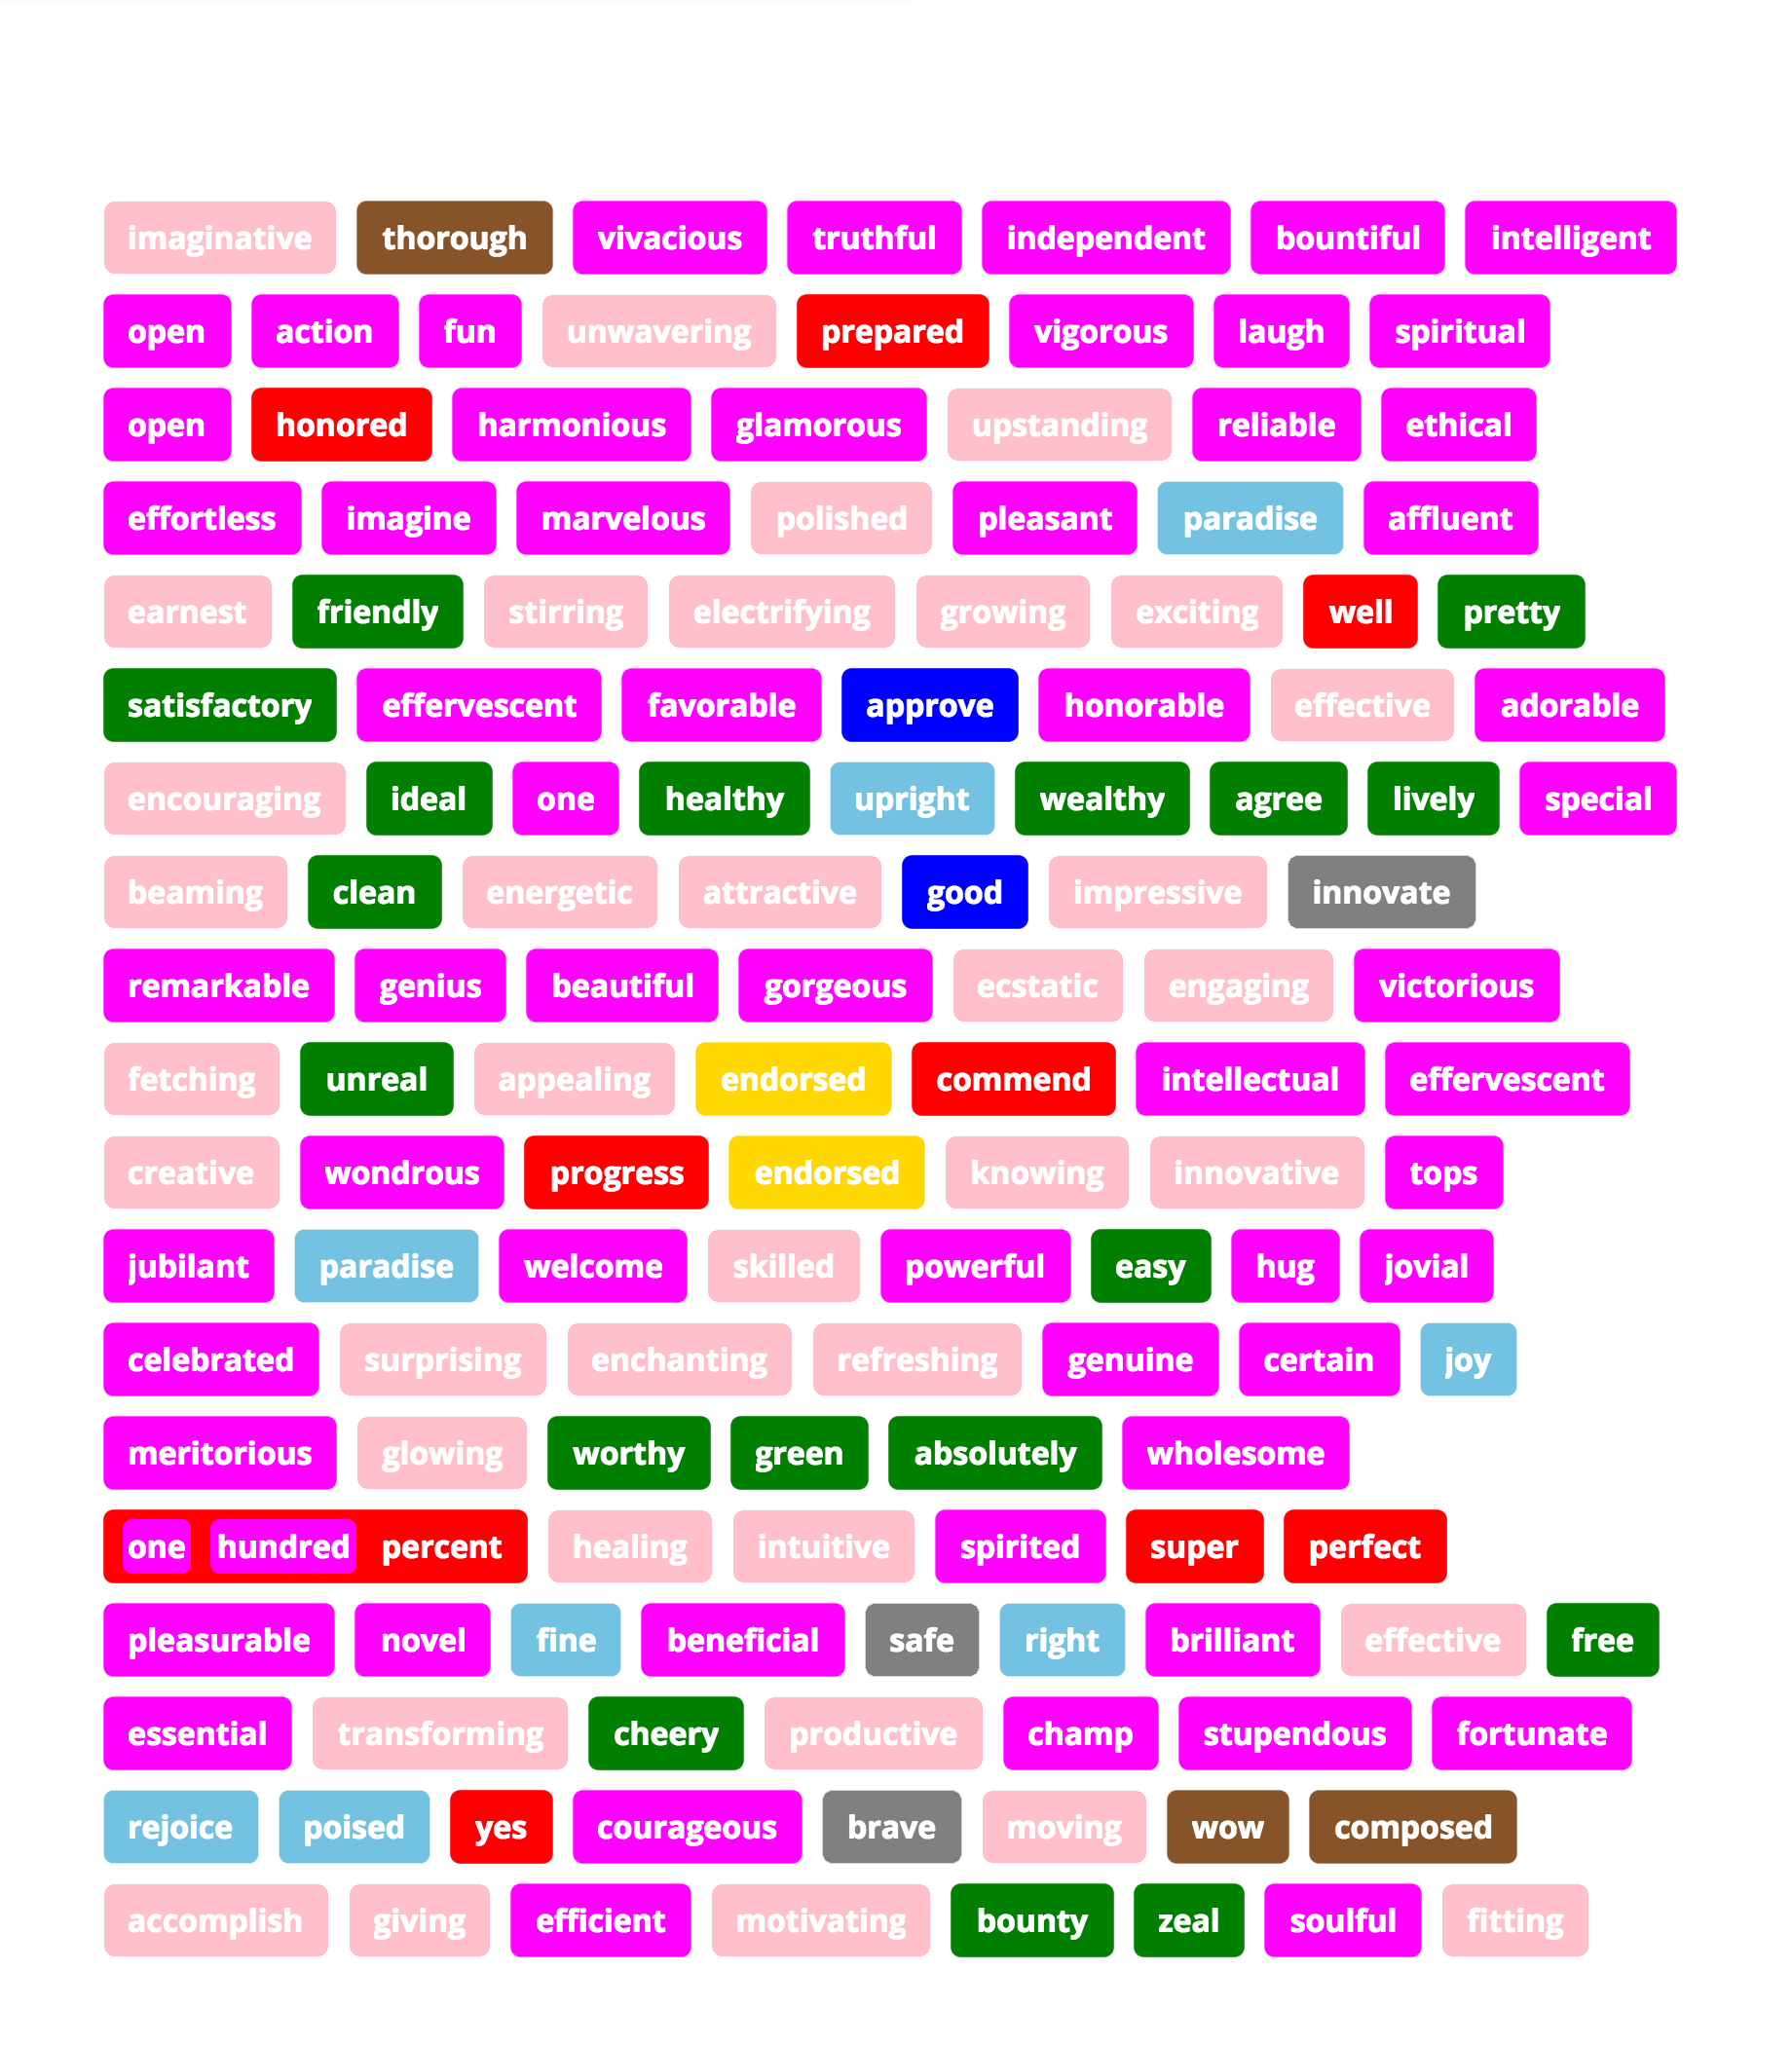 imaginative thorough vivacious truthful independent bountiful intelligent
open action fun unwavering prepared vigorous laugh spiritual
open honored harmonious glamorous upstanding reliable ethical
effortless imagine marvelous polished pleasant paradise affluent
earnest friendly stirring electrifying growing exciting well pretty
satisfactory effervescent favorable approve honorable effective adorable
encouraging ideal one healthy upright wealthy agree lively special
beaming clean energetic attractive good impressive innovate
remarkable genius beautiful gorgeous ecstatic engaging victorious
fetching unreal appealing endorsed commend intellectual effervescent
creative wondrous progress endorsed knowing innovative tops
jubilant paradise welcome skilled powerful easy hug jovial
celebrated surprising enchanting refreshing genuine certain joy
meritorious glowing worthy green absolutely wholesome
one hundred percent healing intuitive spirited super perfect
pleasurable novel fine beneficial safe right brilliant effective free
essential transforming cheery productive champ stupendous fortunate
rejoice poised yes courageous brave moving wow composed
accomplish giving efficient motivating bounty zeal soulful fitting